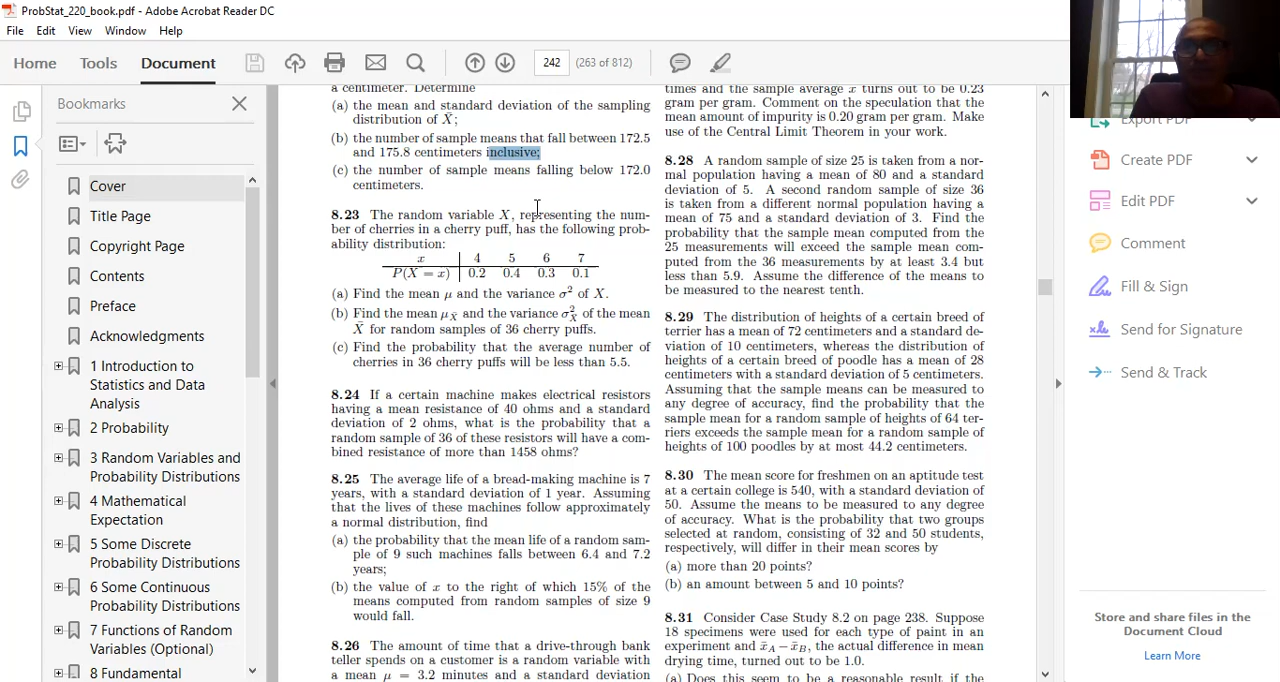 ProbStat_220_book.pdf - Adobe Acrobat Reader DC
File Edit View Window Help
Home Tools Document 242 (263 of 812)
Bookmarks
Cover
Title Page
Copyright Page
Contents
Preface
Acknowledgments
1 Introduction to
Statistics and Data
Analysis
2 Probability
3 Random Variables and
Probability Distributions
4 Mathematical
Expectation
5 Some Discrete
Probability Distributions
6 Some Continuous
Probability Distributions
7 Functions of Random
Variables (Optional)
8 Fundamental
a centimeter. Determine
(a) the mean and standard deviation of the sampling
distribution of X̄;
(b) the number of sample means that fall between 172.5
and 175.8 centimeters inclusive;
(c) the number of sample means falling below 172.0
centimeters.
8.23 The random variable X, representing the num-
ber of cherries in a cherry puff, has the following prob-
ability distribution:
x 4 5 6 7
P(X = x) 0.2 0.4 0.3 0.1
(a) Find the mean μ and the variance σ² of X.
(b) Find the mean μ_X̄ and the variance σ²_X̄ of the mean
X̄ for random samples of 36 cherry puffs.
(c) Find the probability that the average number of
cherries in 36 cherry puffs will be less than 5.5.
8.24 If a certain machine makes electrical resistors
having a mean resistance of 40 ohms and a standard
deviation of 2 ohms, what is the probability that a
random sample of 36 of these resistors will have a com-
bined resistance of more than 1458 ohms?
8.25 The average life of a bread-making machine is 7
years, with a standard deviation of 1 year. Assuming
that the lives of these machines follow approximately
a normal distribution, find
(a) the probability that the mean life of a random sam-
ple of 9 such machines falls between 6.4 and 7.2
years;
(b) the value of x to the right of which 15% of the
means computed from random samples of size 9
would fall.
8.26 The amount of time that a drive-through bank
teller spends on a customer is a random variable with
a mean μ = 3.2 minutes and a standard deviation
times and the sample average x̄ turns out to be 0.23
gram per gram. Comment on the speculation that the
mean amount of impurity is 0.20 gram per gram. Make
use of the Central Limit Theorem in your work.
8.28 A random sample of size 25 is taken from a nor-
mal population having a mean of 80 and a standard
deviation of 5. A second random sample of size 36
is taken from a different normal population having a
mean of 75 and a standard deviation of 3. Find the
probability that the sample mean computed from the
25 measurements will exceed the sample mean com-
puted from the 36 measurements by at least 3.4 but
less than 5.9. Assume the difference of the means to
be measured to the nearest tenth.
8.29 The distribution of heights of a certain breed of
terrier has a mean of 72 centimeters and a standard de-
viation of 10 centimeters, whereas the distribution of
heights of a certain breed of poodle has a mean of 28
centimeters with a standard deviation of 5 centimeters.
Assuming that the sample means can be measured to
any degree of accuracy, find the probability that the
sample mean for a random sample of heights of 64 ter-
riers exceeds the sample mean for a random sample of
heights of 100 poodles by at most 44.2 centimeters.
8.30 The mean score for freshmen on an aptitude test
at a certain college is 540, with a standard deviation of
50. Assume the means to be measured to any degree
of accuracy. What is the probability that two groups
selected at random, consisting of 32 and 50 students,
respectively, will differ in their mean scores by
(a) more than 20 points?
(b) an amount between 5 and 10 points?
8.31 Consider Case Study 8.2 on page 238. Suppose
18 specimens were used for each type of paint in an
experiment and x̄A−x̄B, the actual difference in mean
drying time, turned out to be 1.0.
(a) Does this seem to be a reasonable result if the
Export PDF
Create PDF
Edit PDF
Comment
Fill & Sign
Send for Signature
Send & Track
Store and share files in the
Document Cloud
Learn More